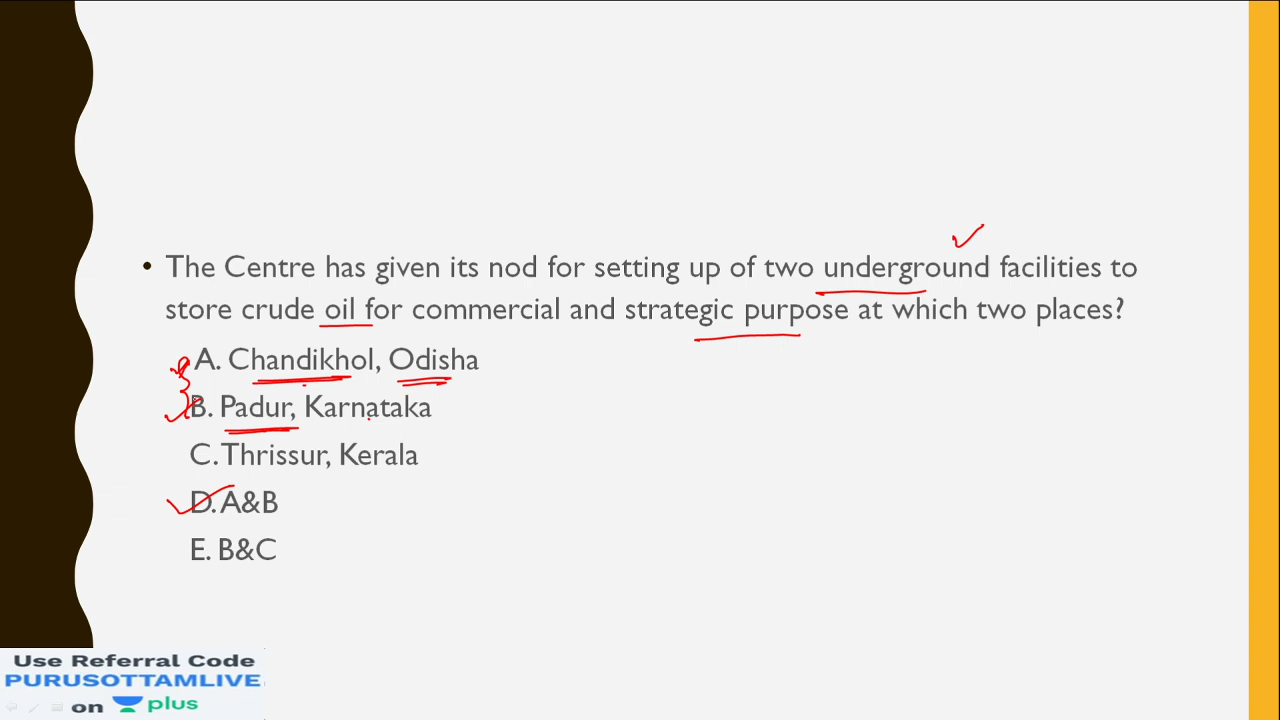 • The Centre has given its nod for setting up of two underground facilities to
store crude oil for commercial and strategic purpose at which two places?
A. Chandikhol, Odisha
B. Padur, Karnataka
C. Thrissur, Kerala
D. A&B
E. B&C
Use Referral Code
PURUSOTTAMLIVE
on plus